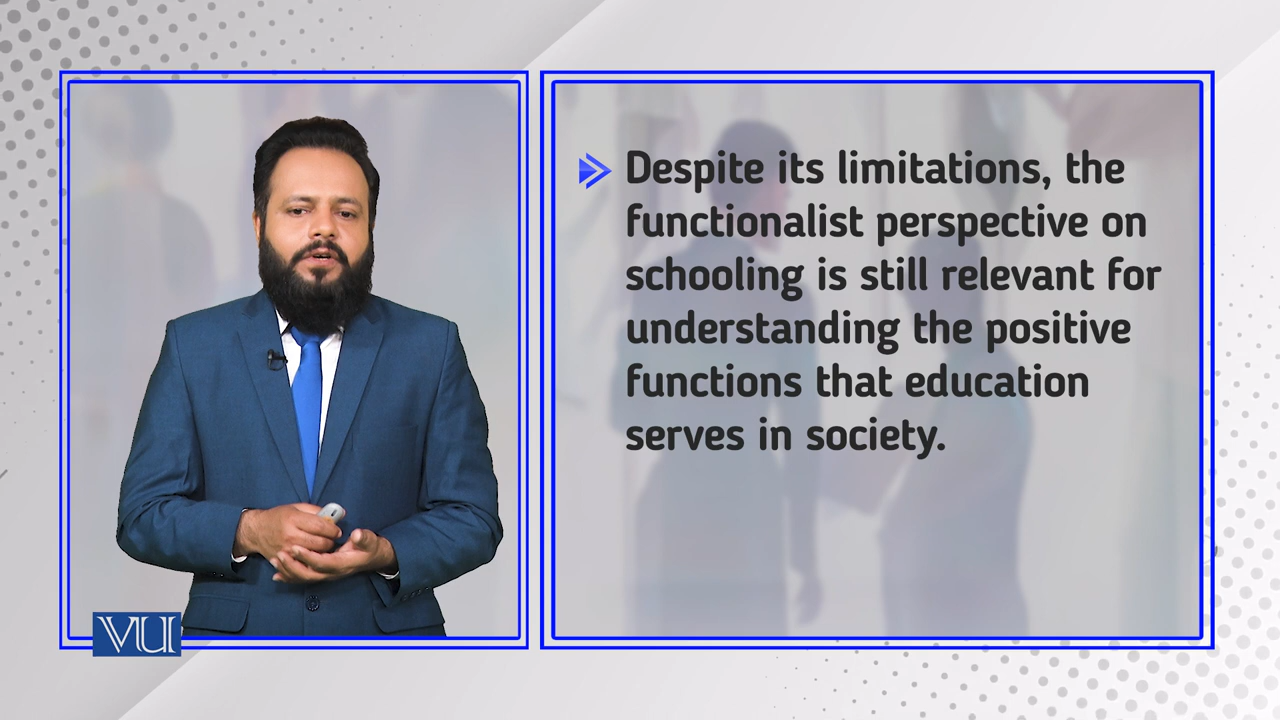 Despite its limitations, the
functionalist perspective on
schooling is still relevant for
understanding the positive
functions that education
serves in society.
VU